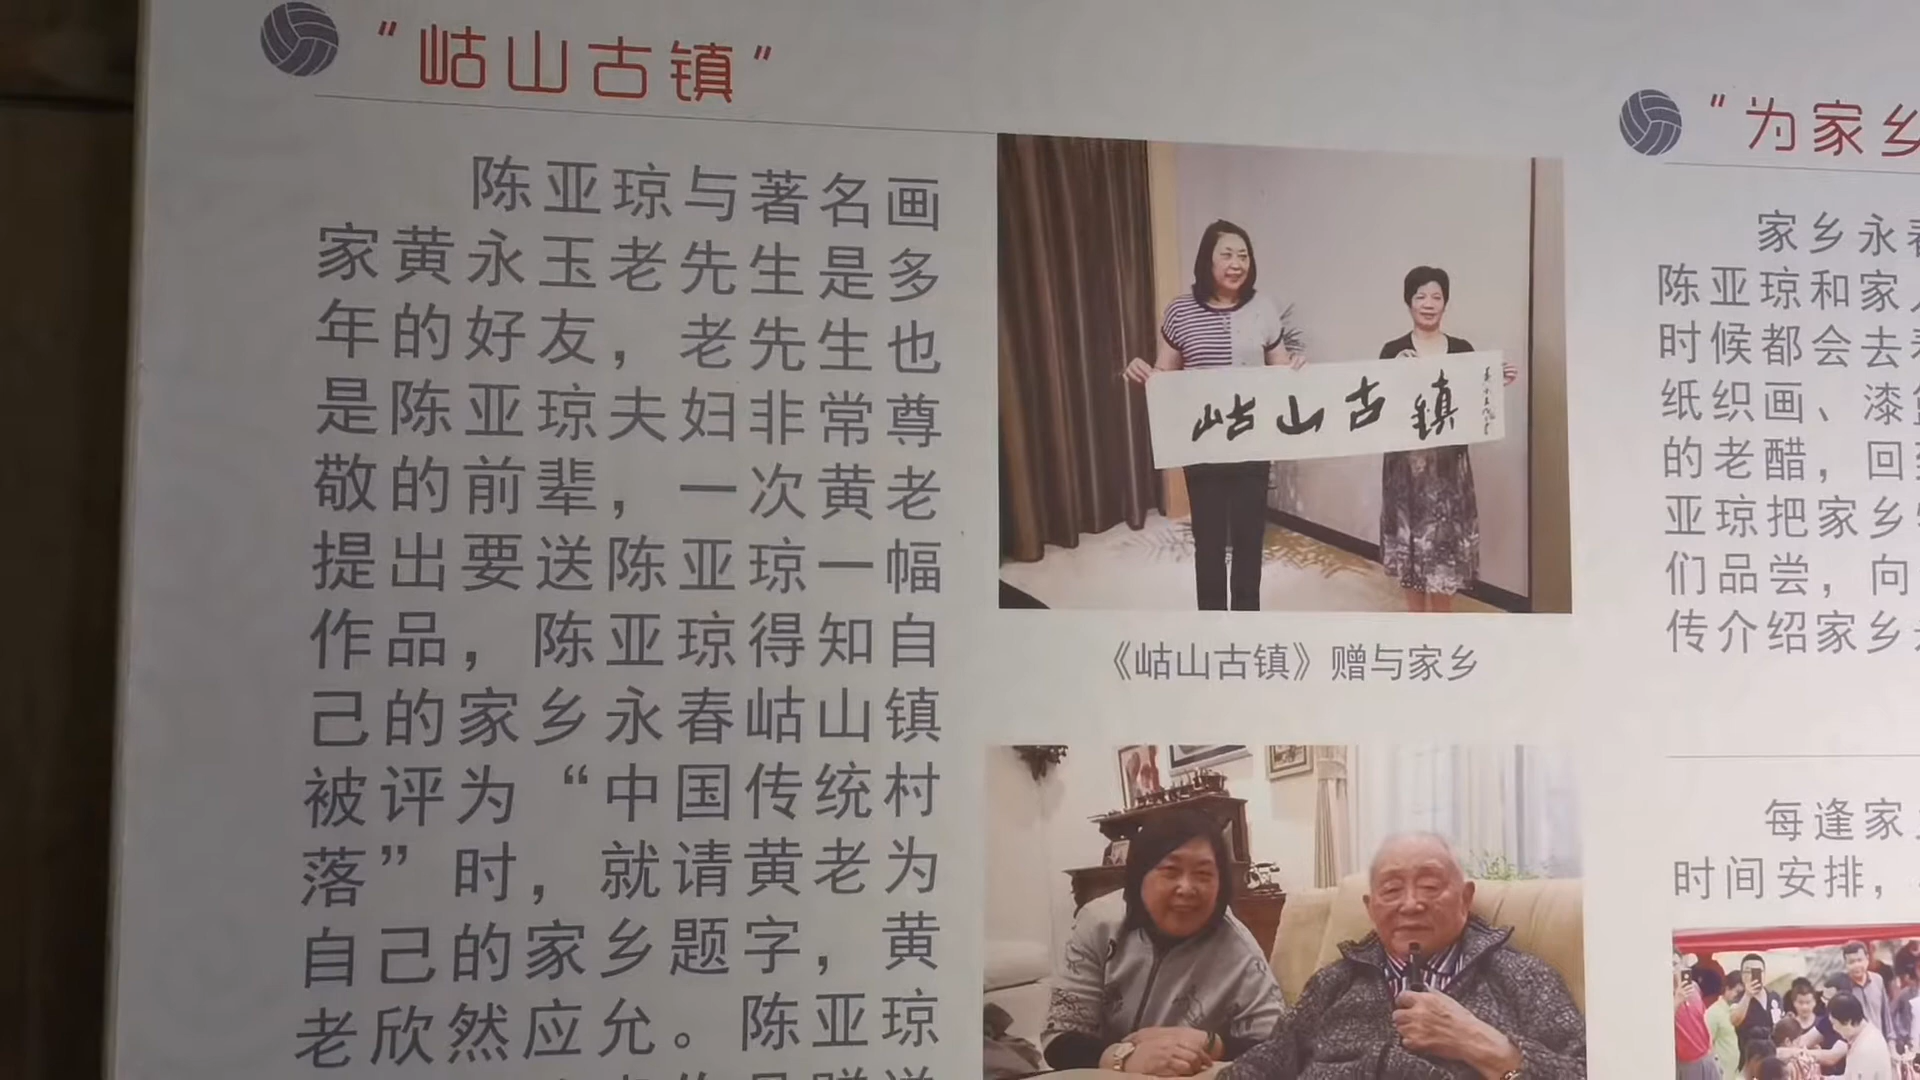 “岵山古镇”
陈亚琼与著名画
家黄永玉老先生是多
年的好友，老先生也
是陈亚琼夫妇非常尊
敬的前辈，一次黄老
提出要送陈亚琼一幅
作品，陈亚琼得知自
己的家乡永春岵山镇
被评为“中国传统村
落”时，就请黄老为
自己的家乡题字，黄
老欣然应允。陈亚琼
岵山古镇
《岵山古镇》赠与家乡
“为家乡
家乡永春
陈亚琼和家人
时候都会去
纸织画、漆篮
的老醋，回
亚琼把家乡
们品尝，向
传介绍家乡
每逢家
时间安排，